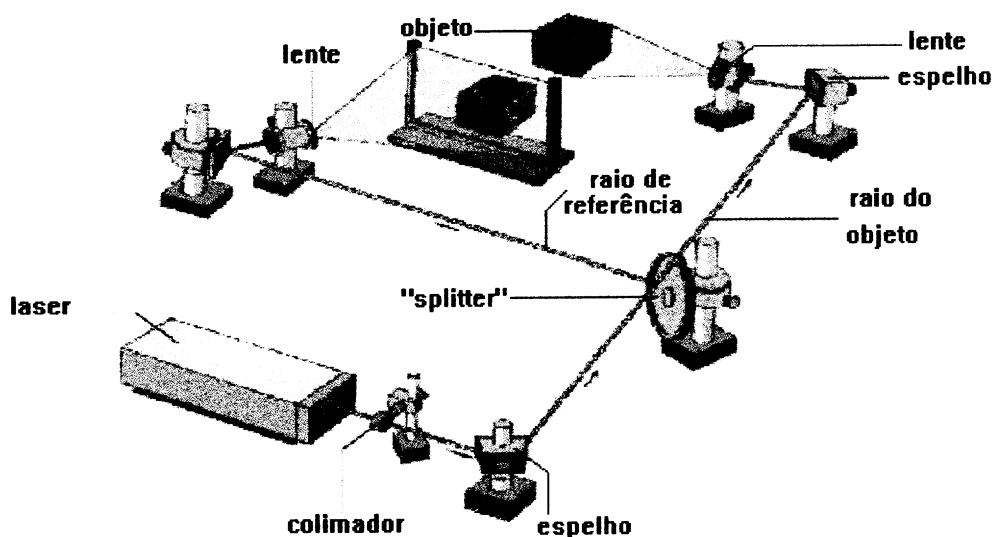 objeto
lente
lente
espelho
raio de
referência
raio do
objeto
"splitter"
laser
colimador
espelho